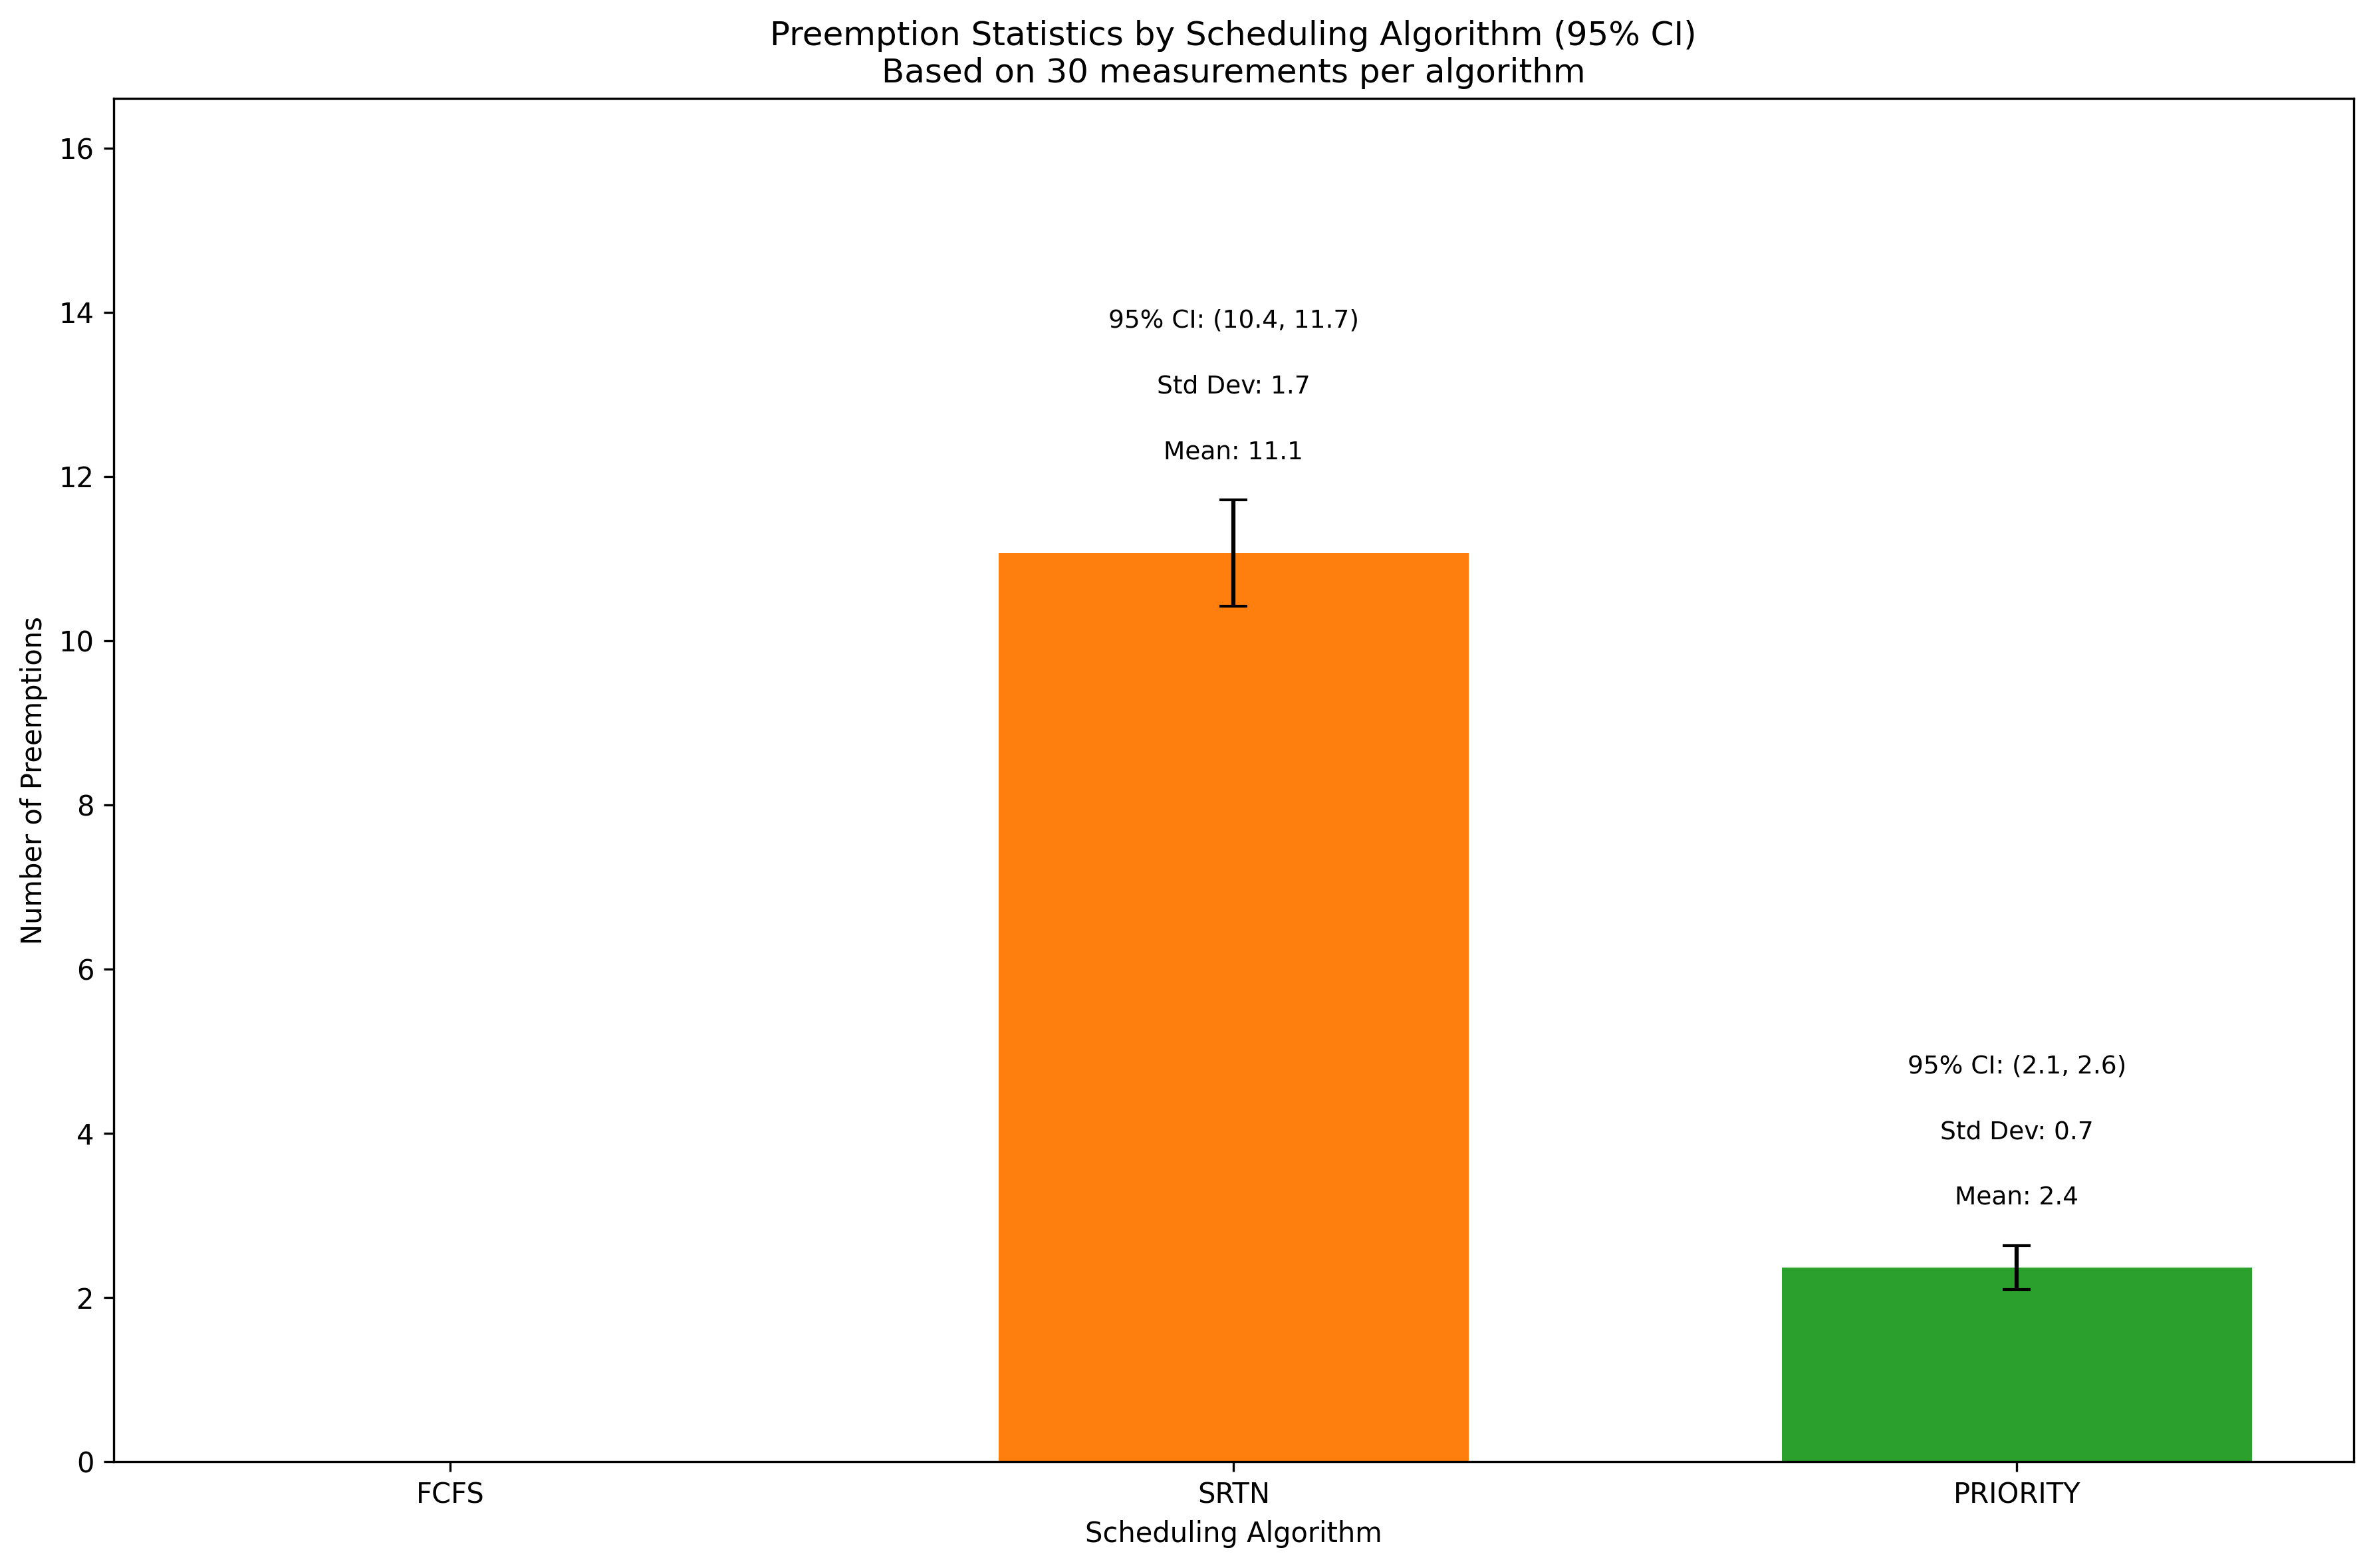 Preemption Statistics by Scheduling Algorithm (95% CI)
Based on 30 measurements per algorithm
Number of Preemptions
16
14
12
10
8
6
4
2
0
95% CI: (10.4, 11.7)
Std Dev: 1.7
Mean: 11.1
95% CI: (2.1, 2.6)
Std Dev: 0.7
Mean: 2.4
FCFS
SRTN
PRIORITY
Scheduling Algorithm